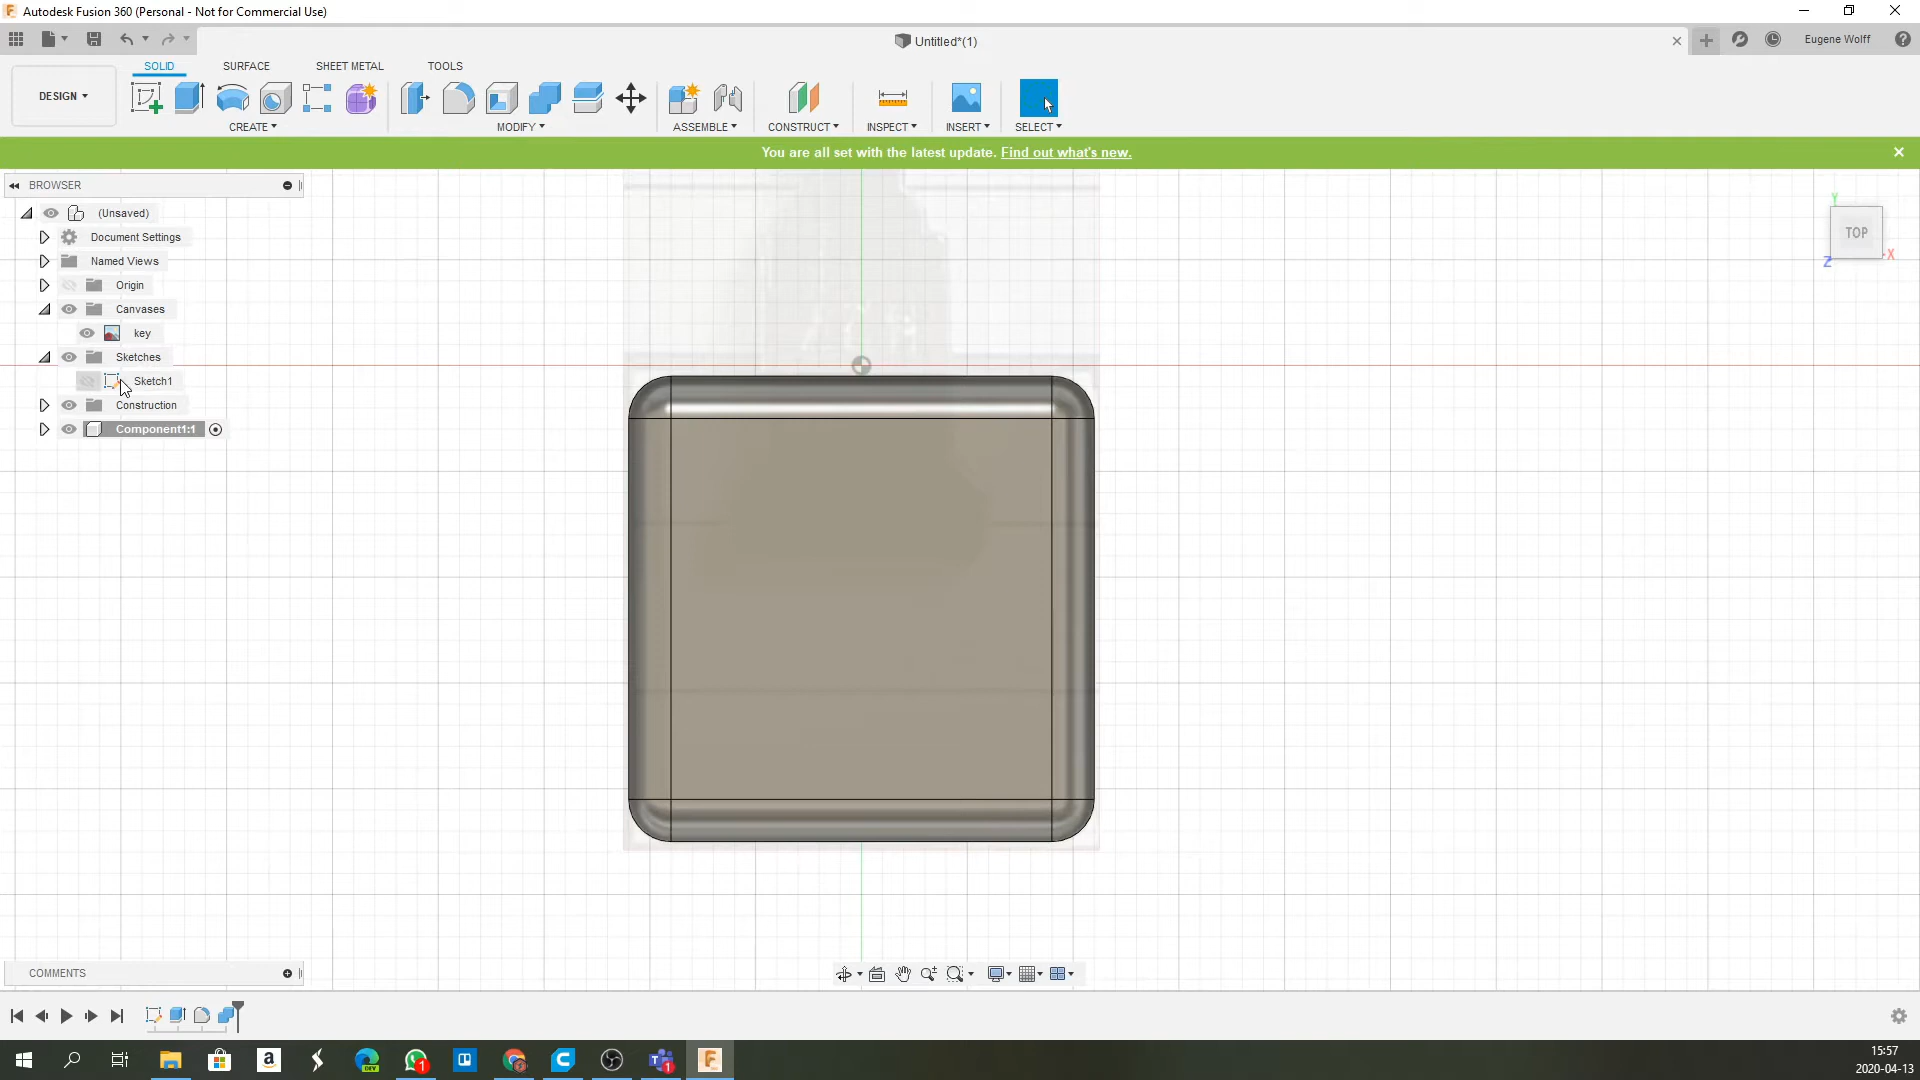 Autodesk Fusion 360 (Personal - Not for Commercial Use)
Untitled*(1)
Eugene Wolff
DESIGN
SOLID
SURFACE
SHEET METAL
TOOLS
CREATE
MODIFY
ASSEMBLE
CONSTRUCT
INSPECT
INSERT
SELECT
You are all set with the latest update. Find out what's new.
BROWSER
(Unsaved)
Document Settings
Named Views
Origin
Canvases
key
Sketches
Sketch1
Construction
Component1:1
Y
TOP
X
Z
COMMENTS
DEV
1
1
15:57
2020-04-13